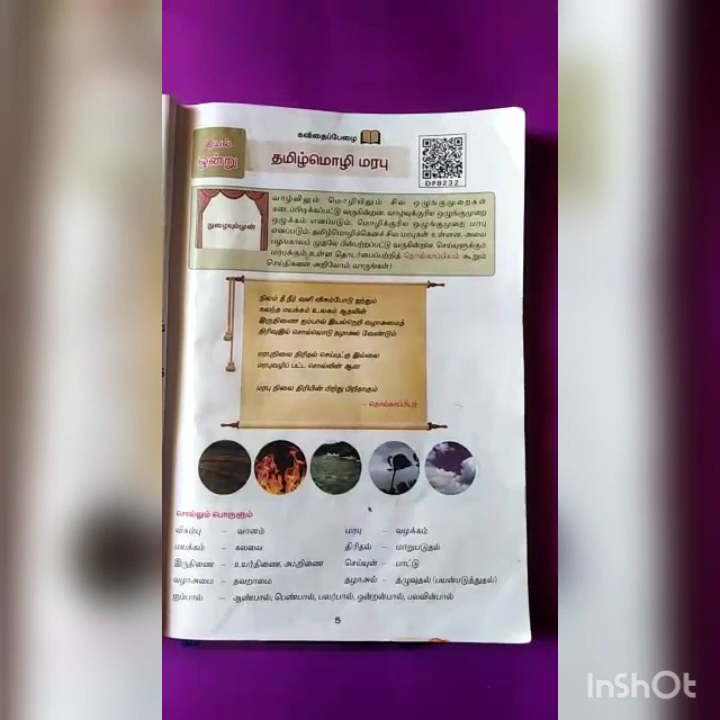 கவிதைப்பேழை
இயல்
ஒன்று
தமிழ்மொழி மரபு
DPB232
நுழையும்முன்
வாழ்விலும் மொழியிலும் சில ஒழுங்குமுறைகள்
கடைப்பிடிக்கப்பட்டு வருகின்றன. வாழ்வுக்குரிய ஒழுங்குமுறை
ஒழுக்கம் எனப்படும். மொழிக்குரிய ஒழுங்குமுறை மரபு
எனப்படும். தமிழ்மொழிக்கெனச் சில மரபுகள் உள்ளன. அவை
பழங்காலம் முதலே பின்பற்றப்பட்டு வருகின்றன. செய்யுளுக்கும்
மரபுக்கும் உள்ள தொடர்பைப்பற்றித் தொல்காப்பியம் கூறும்
செய்திகளை அறிவோம் வாருங்கள்!
நிலம் தீ நீர் வளி விசும்போடு ஐந்தும்
கலந்த மயக்கம் உலகம் ஆதலின்
இருதிணை ஐம்பால் இயல்நெறி வழாஅமைத்
திரிவுஇல் சொல்லொடு தழாஅல் வேண்டும்
மரபுநிலை திரிதல் செய்யுட்கு இல்லை
மரபுவழிப் பட்ட சொல்லின் ஆன
மரபு நிலை திரியின் பிறிது பிறிதாகும்
– தொல்காப்பியர்
சொல்லும் பொருளும்
விசும்பு – வானம் மரபு – வழக்கம்
மயக்கம் – கலவை திரிதல் – மாறுபடுதல்
இருதிணை – உயர்திணை, அஃறிணை செய்யுள் – பாட்டு
வழாஅமை – தவறாமை தழாஅல் – தழுவுதல் (பயன்படுத்துதல்)
ஐம்பால் – ஆண்பால், பெண்பால், பலர்பால், ஒன்றன்பால், பலவின்பால்
5
InShOt